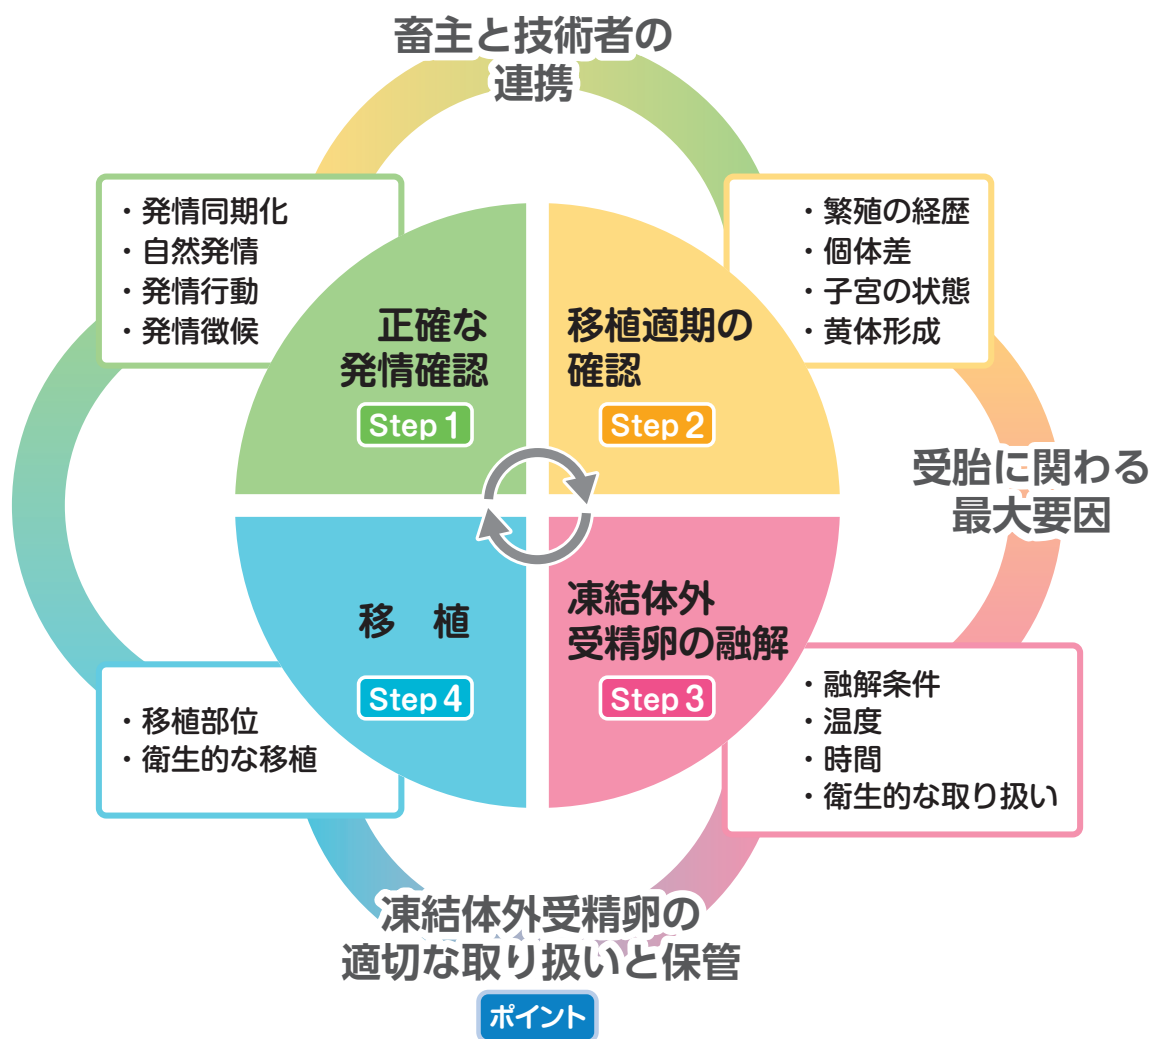 畜主と技術者の
連携
・発情同期化
・自然発情
・発情行動
・発情徴候
・繁殖の経歴
・個体差
・子宮の状態
・黄体形成
正確な
発情確認
Step 1
移植適期の
確認
Step 2
受胎に関わる
最大要因
移 植
Step 4
凍結体外
受精卵の融解
Step 3
・移植部位
・衛生的な移植
・融解条件
・温度
・時間
・衛生的な取り扱い
凍結体外受精卵の
適切な取り扱いと保管
ポイント